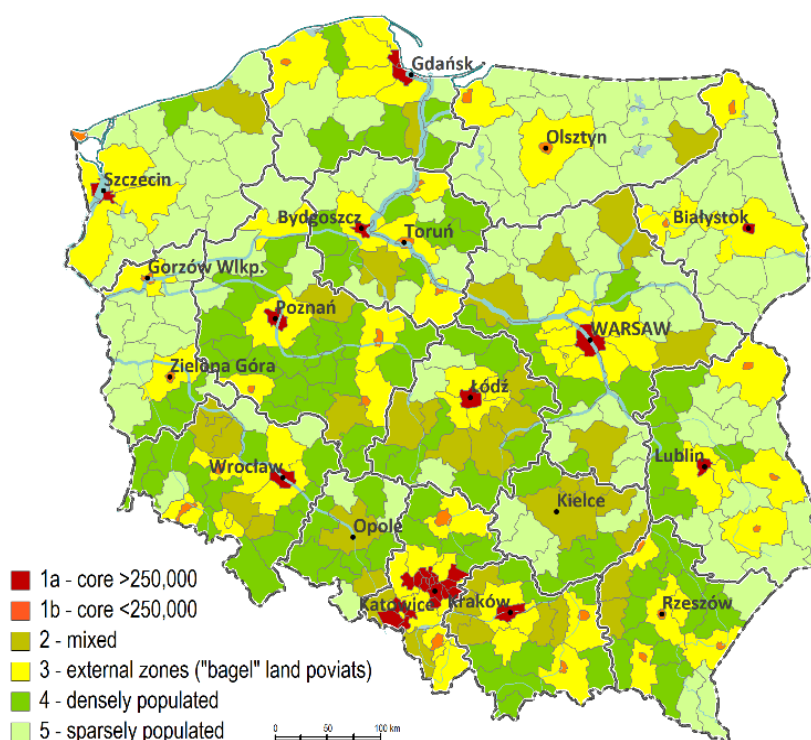 Gdańsk
Olsztyn
Szczecin
Białystok
Bydgoszcz
Toruń
Gorzów Wlkp.
Poznań
WARSAW
Zielona Góra
Łódź
Lublin
Wrocław
Kielce
Opole
Katowice
Kraków
Rzeszów
1a - core >250,000
1b - core <250,000
2 - mixed
3 - external zones ("bagel" land poviats)
4 - densely populated
5 - sparsely populated
0 50 100 km